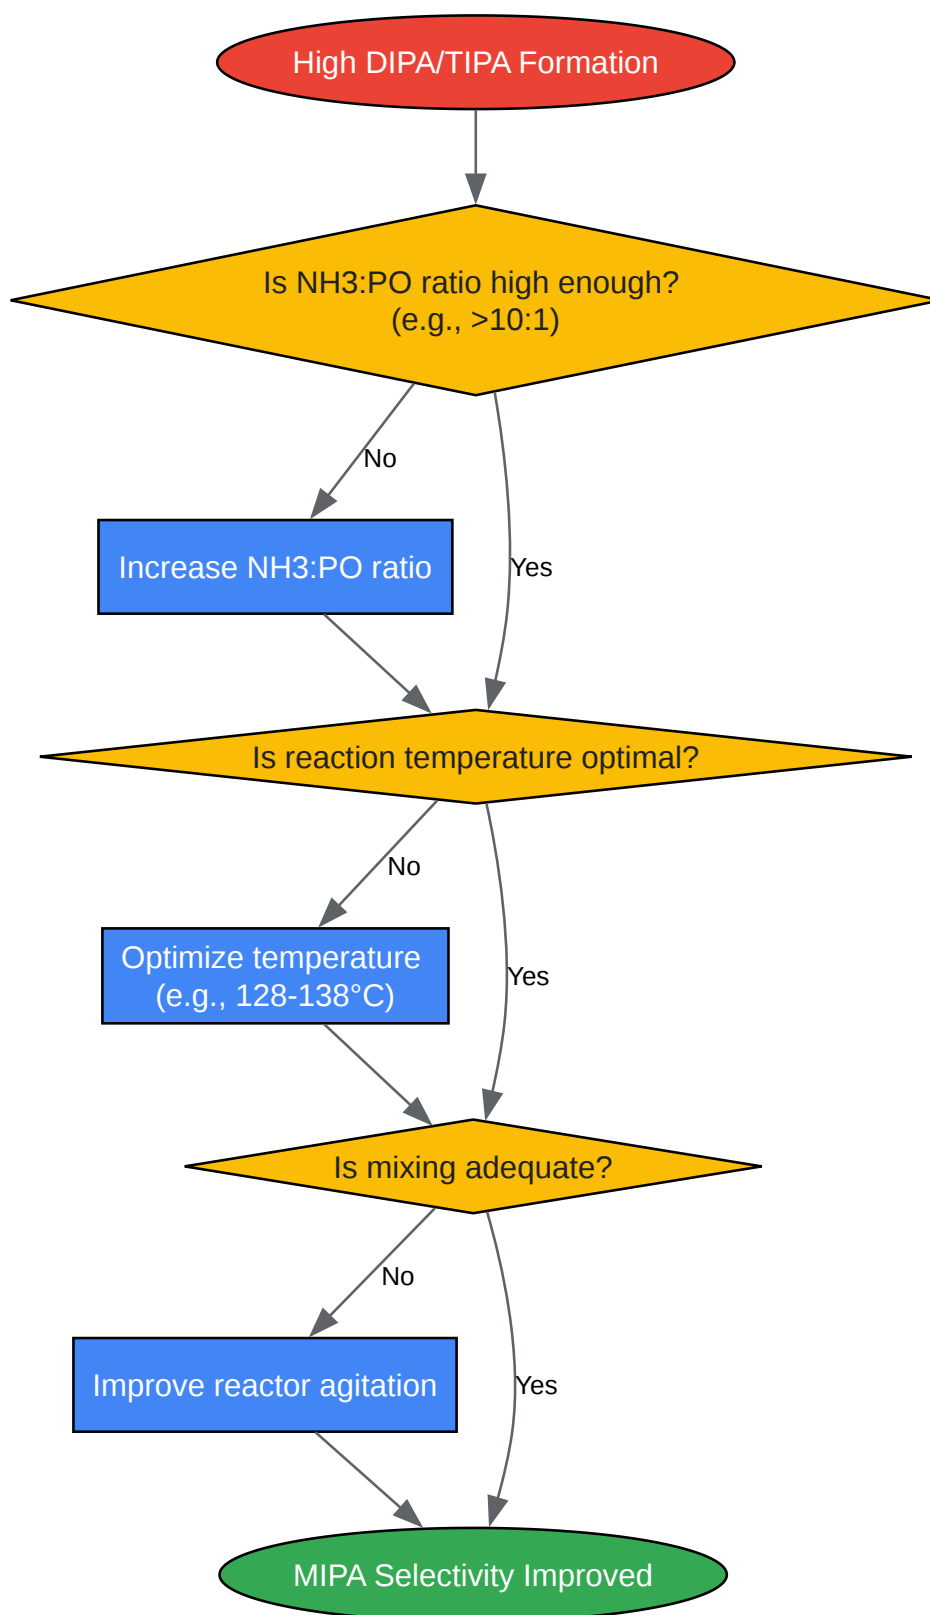 High DIPA/TIPA Formation
Is NH3:PO ratio high enough?
(e.g., >10:1)
No
Increase NH3:PO ratio
Yes
Is reaction temperature optimal?
No
Optimize temperature
(e.g., 128-138°C)
Yes
Is mixing adequate?
No
Improve reactor agitation
Yes
MIPA Selectivity Improved